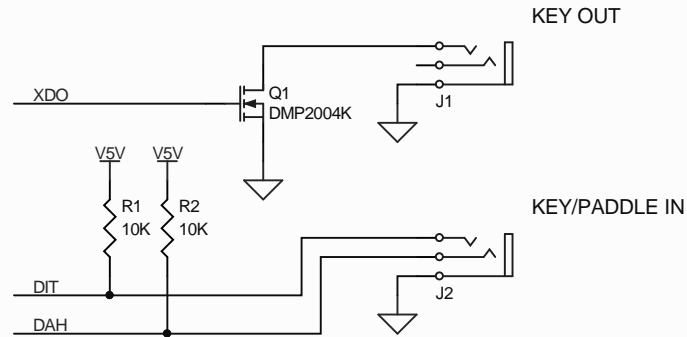 KEY OUT
J1
XDO
Q1
DMP2004K
V5V V5V
R1
10K
R2
10K
KEY/PADDLE IN
DIT
J2
DAH